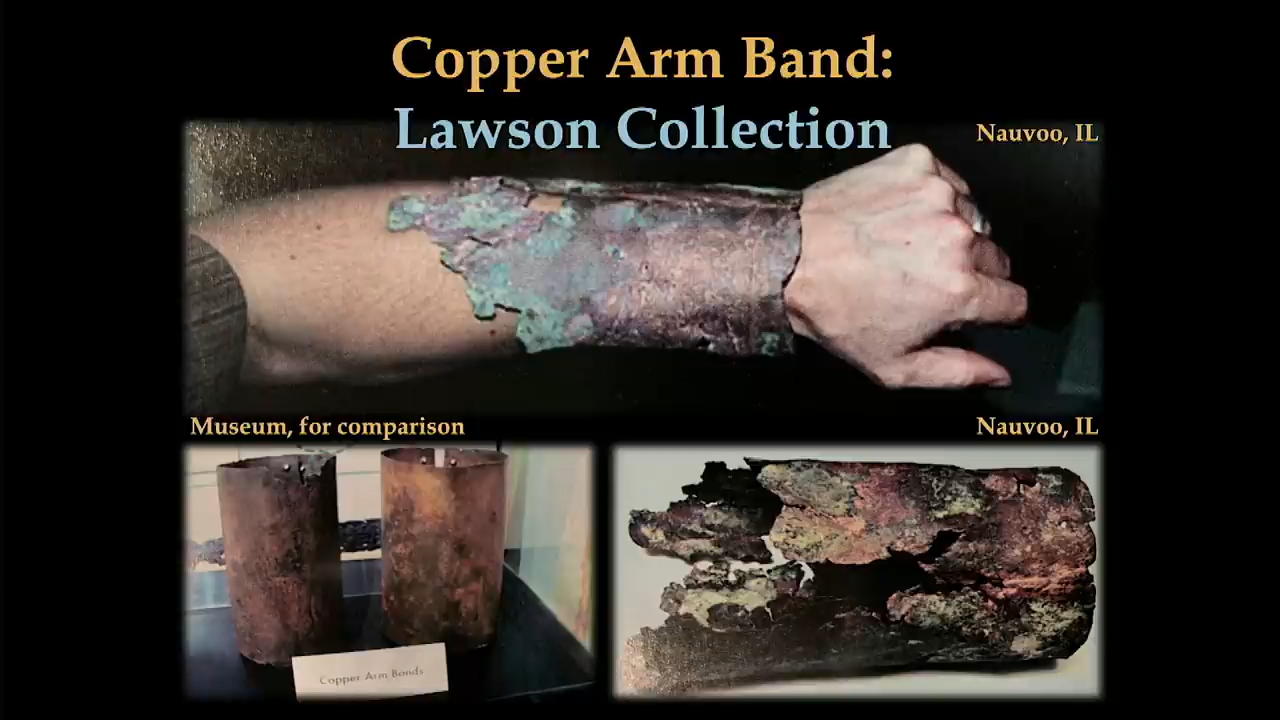 Copper Arm Band:
Lawson Collection
Nauvoo, IL
Museum, for comparison
Nauvoo, IL
Copper Arm Bands